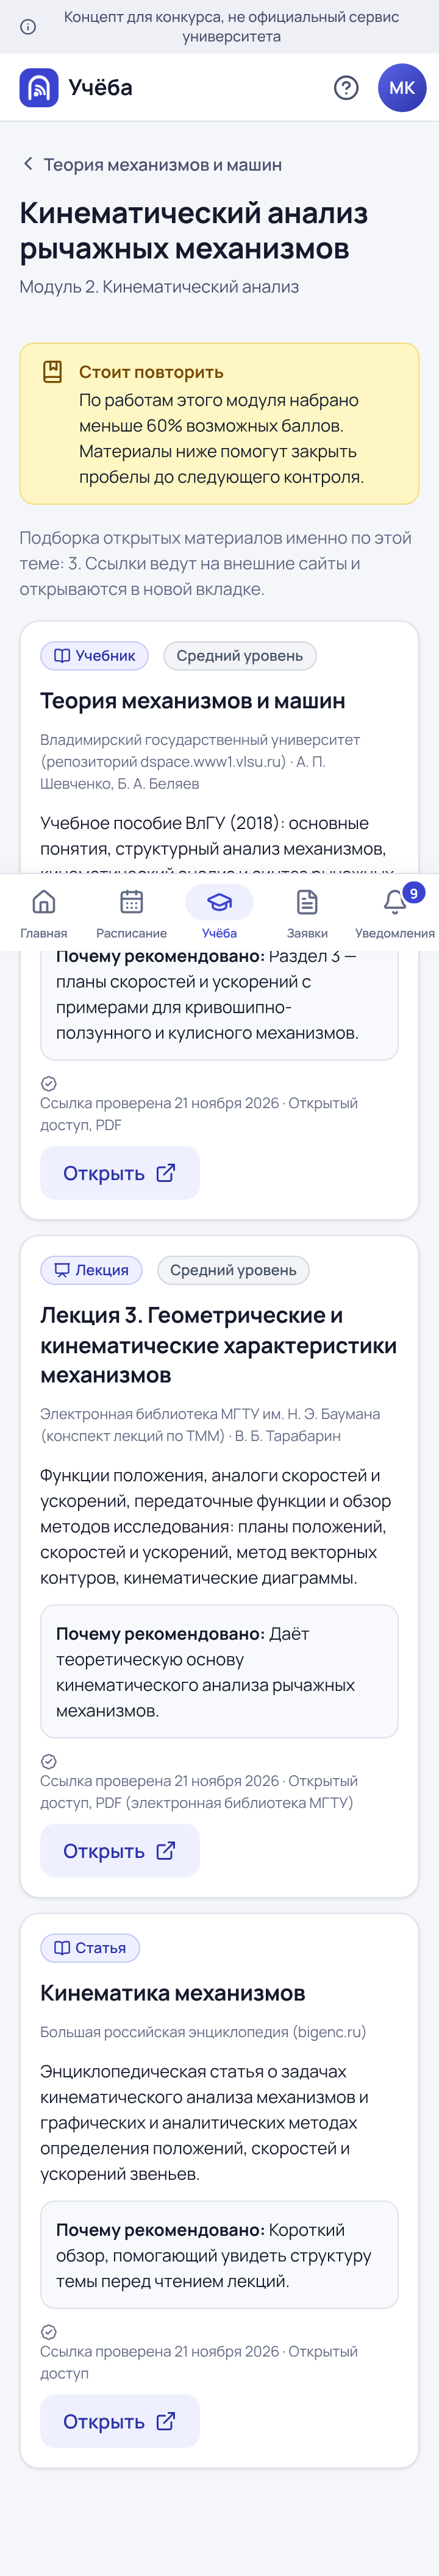 Концепт для конкурса, не официальный сервис
университета
Учёба
МК
Теория механизмов и машин
Кинематический анализ
рычажных механизмов
Модуль 2. Кинематический анализ
Стоит повторить
По работам этого модуля набрано
меньше 60% возможных баллов.
Материалы ниже помогут закрыть
пробелы до следующего контроля.
Подборка открытых материалов именно по этой
теме: 3. Ссылки ведут на внешние сайты и
открываются в новой вкладке.
Учебник
Средний уровень
Теория механизмов и машин
Владимирский государственный университет
(репозиторий dspace.www1.vlsu.ru) · А. П.
Шевченко, Б. А. Беляев
Учебное пособие ВлГУ (2018): основные
понятия, структурный анализ механизмов,
Главная
Расписание
Учёба
Заявки
9
Уведомления
Почему рекомендовано: Раздел 3 —
планы скоростей и ускорений с
примерами для кривошипно-
ползунного и кулисного механизмов.
Ссылка проверена 21 ноября 2026 · Открытый
доступ, PDF
Открыть
Лекция
Средний уровень
Лекция 3. Геометрические и
кинематические характеристики
механизмов
Электронная библиотека МГТУ им. Н. Э. Баумана
(конспект лекций по ТММ) · В. Б. Тарабарин
Функции положения, аналоги скоростей и
ускорений, передаточные функции и обзор
методов исследования: планы положений,
скоростей и ускорений, метод векторных
контуров, кинематические диаграммы.
Почему рекомендовано: Даёт
теоретическую основу
кинематического анализа рычажных
механизмов.
Ссылка проверена 21 ноября 2026 · Открытый
доступ, PDF (электронная библиотека МГТУ)
Открыть
Статья
Кинематика механизмов
Большая российская энциклопедия (bigenc.ru)
Энциклопедическая статья о задачах
кинематического анализа механизмов и
графических и аналитических методах
определения положений, скоростей и
ускорений звеньев.
Почему рекомендовано: Короткий
обзор, помогающий увидеть структуру
темы перед чтением лекций.
Ссылка проверена 21 ноября 2026 · Открытый
доступ
Открыть